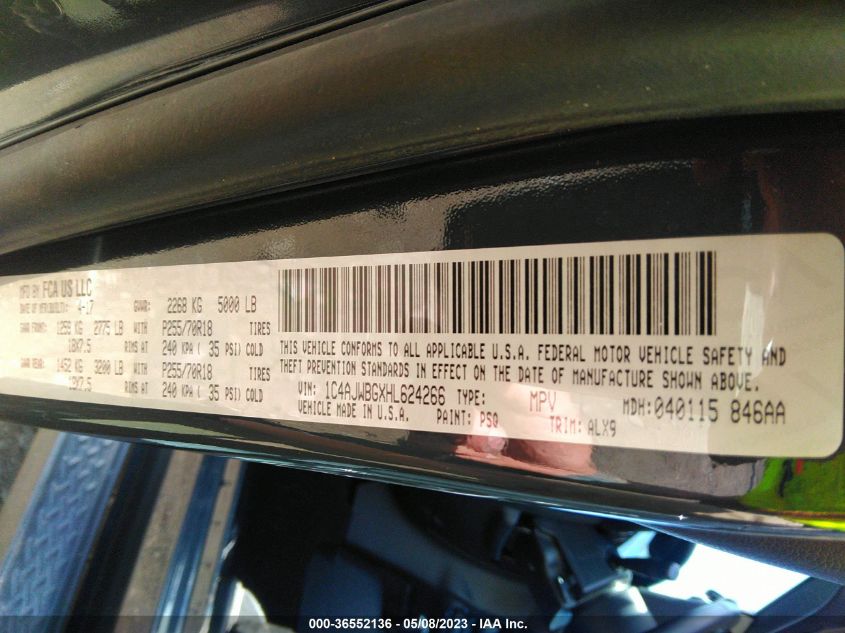 MFD BY FCA US LLC
DATE OF MFR(BUILT): 4-17 GVWR: 2268 KG 5000 LB
GAWR FRONT: 1259 KG 2775 LB WITH P255/70R18 TIRES
18X7.5 RIMS AT 240 KPA ( 35 PSI) COLD
GAWR REAR: 1452 KG 3200 LB WITH P255/70R18 TIRES
18X7.5 RIMS AT 240 KPA ( 35 PSI) COLD
THIS VEHICLE CONFORMS TO ALL APPLICABLE U.S.A. FEDERAL MOTOR VEHICLE SAFETY AND
THEFT PREVENTION STANDARDS IN EFFECT ON THE DATE OF MANUFACTURE SHOWN ABOVE.
VIN: 1C4AJWBGXHL624266 TYPE: MPV MDH:040115 846AA
VEHICLE MADE IN U.S.A. PAINT: PSQ TRIM: ALX9
000-36552136 - 05/08/2023 - IAA Inc.